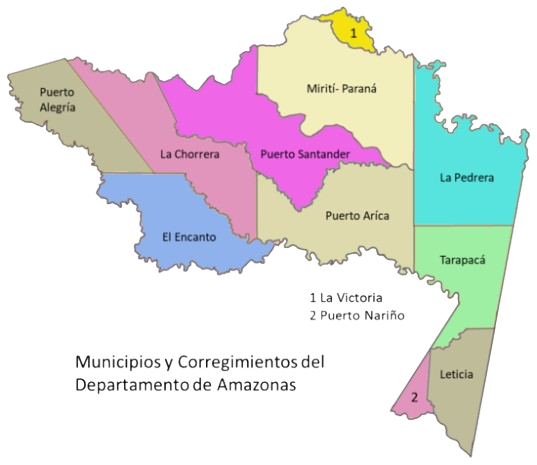 1
Mirití- Paraná
Puerto
Alegría
La Chorrera
Puerto Santander
La Pedrera
Puerto Aríca
El Encanto
Tarapacá
1 La Victoria
2 Puerto Nariño
Municipios y Corregimientos del
Departamento de Amazonas
Leticia
2